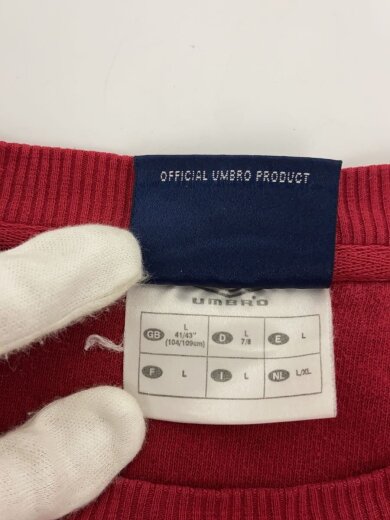 OFFICIAL UMBRO PRODUCT
UMBRO
GB L 41/43" (104/109cm)
D L 7/8
E L
F L
I L
NL L/XL